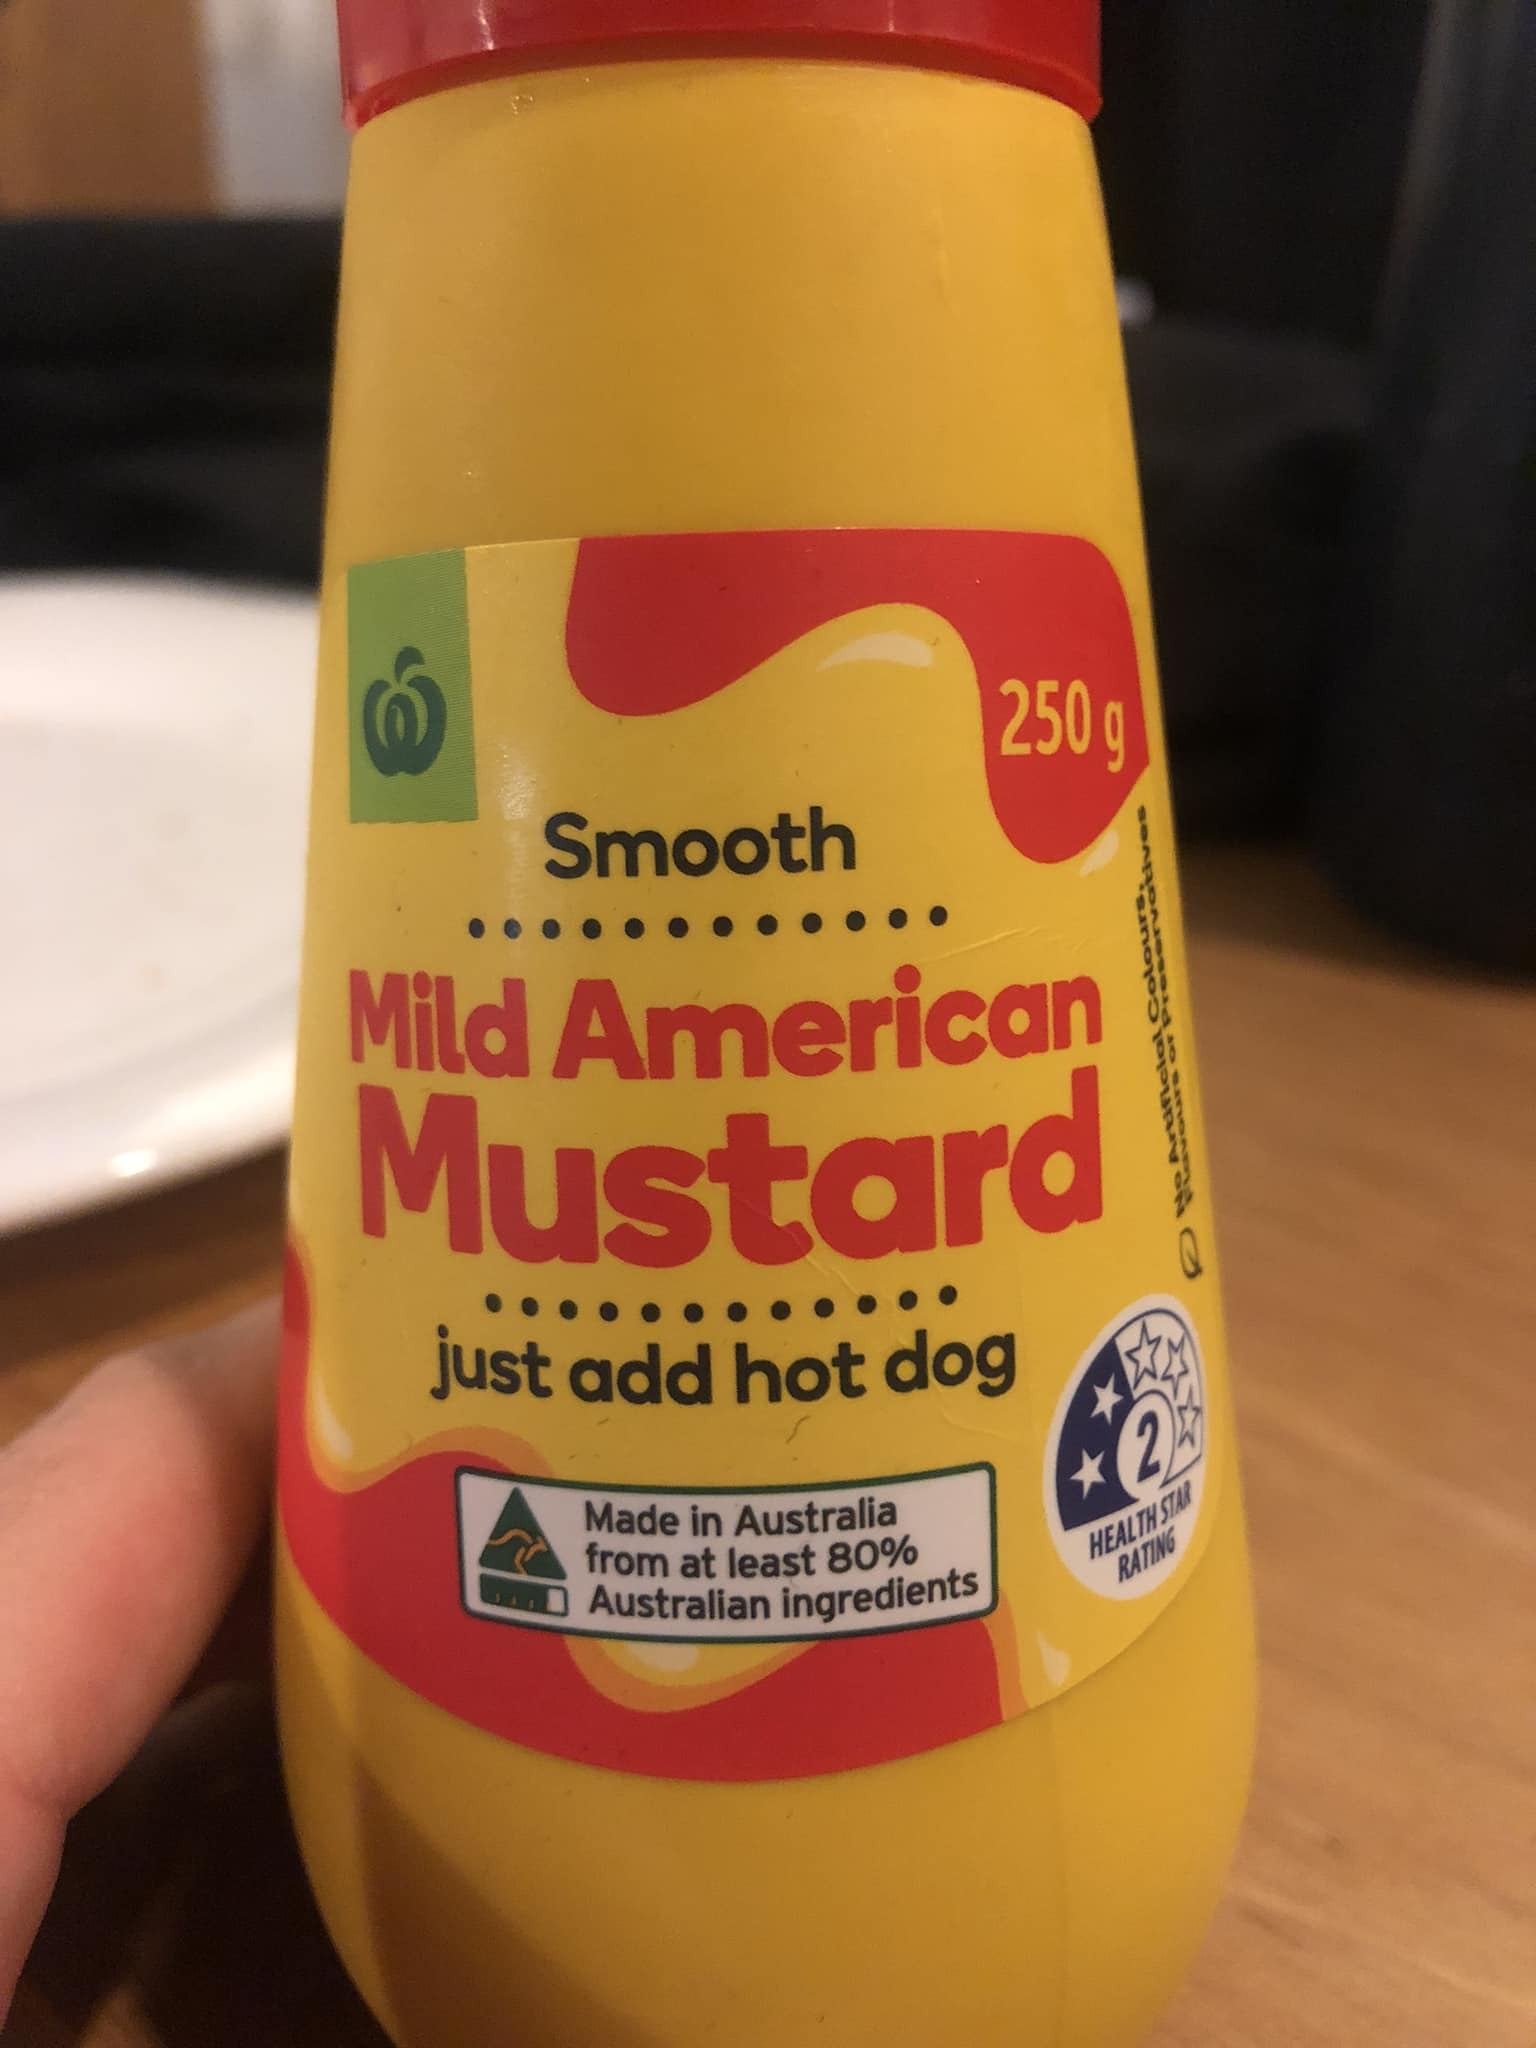 250 g
Smooth
Mild American
Mustard
just add hot dog
No Artificial Colours,
Flavours or Preservatives
2
HEALTH STAR
RATING
Made in Australia
from at least 80%
Australian ingredients